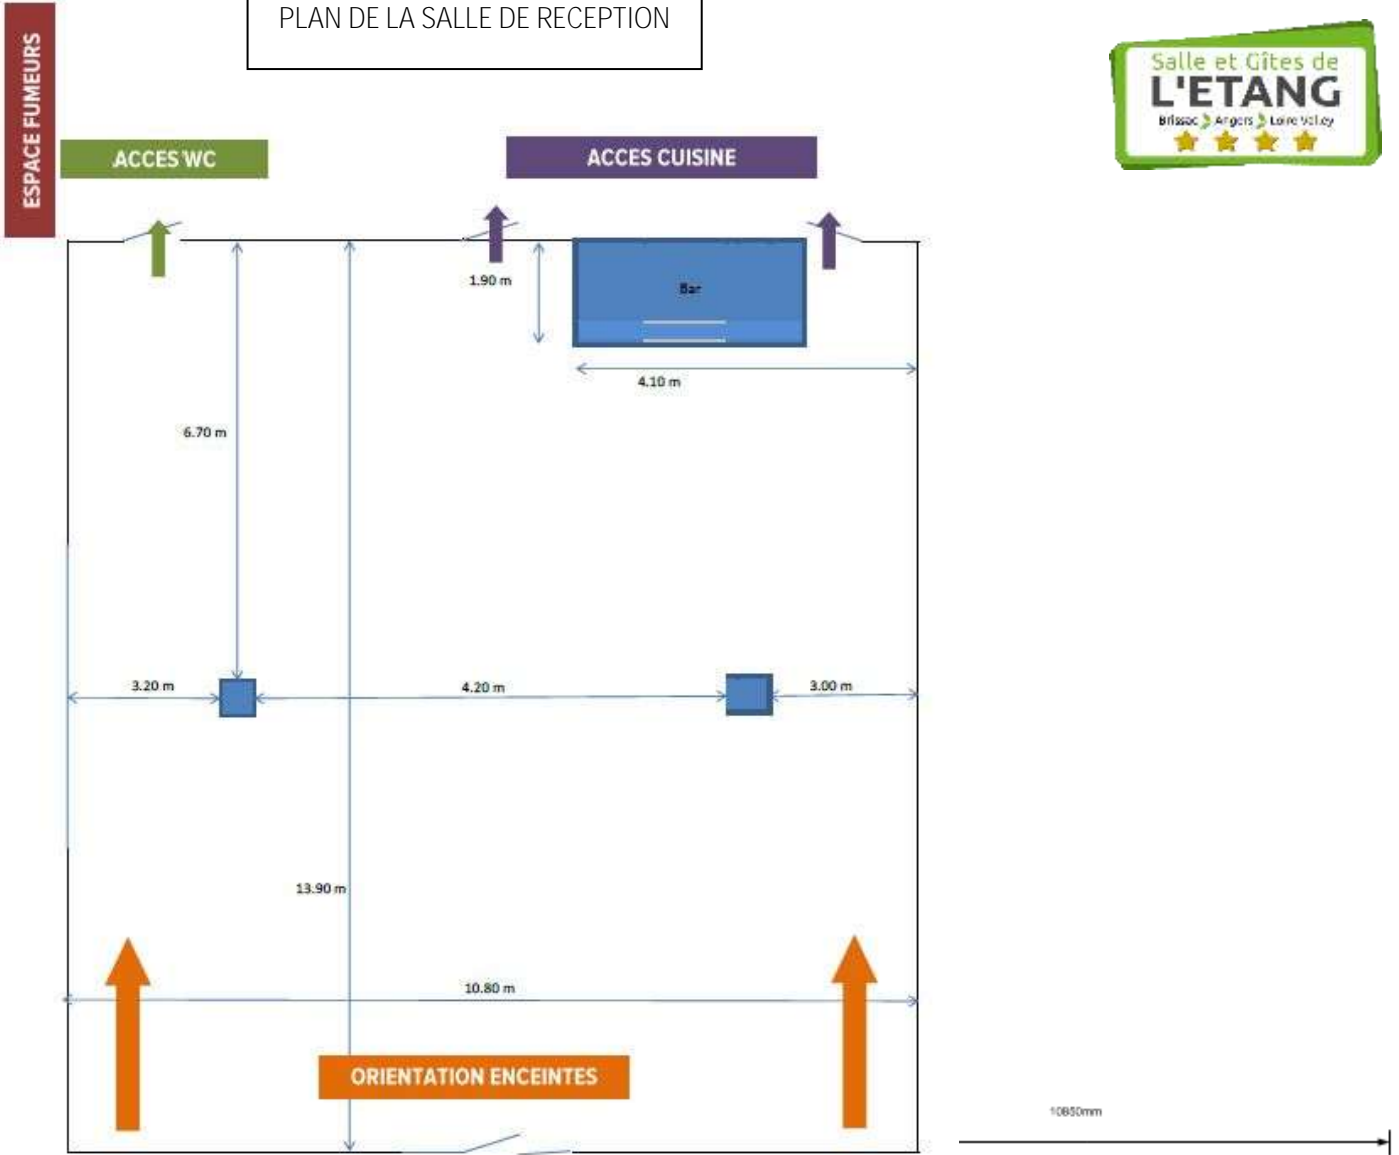 PLAN DE LA SALLE DE RECEPTION
ESPACE FUMEURS
Salle et Gîtes de
L'ETANG
Brissac Angers Loire Valley
ACCES WC
ACCES CUISINE
1.90 m
Bar
4.10 m
6.70 m
3.20 m
4.20 m
3.00 m
13.90 m
10.80 m
ORIENTATION ENCEINTES
10850mm